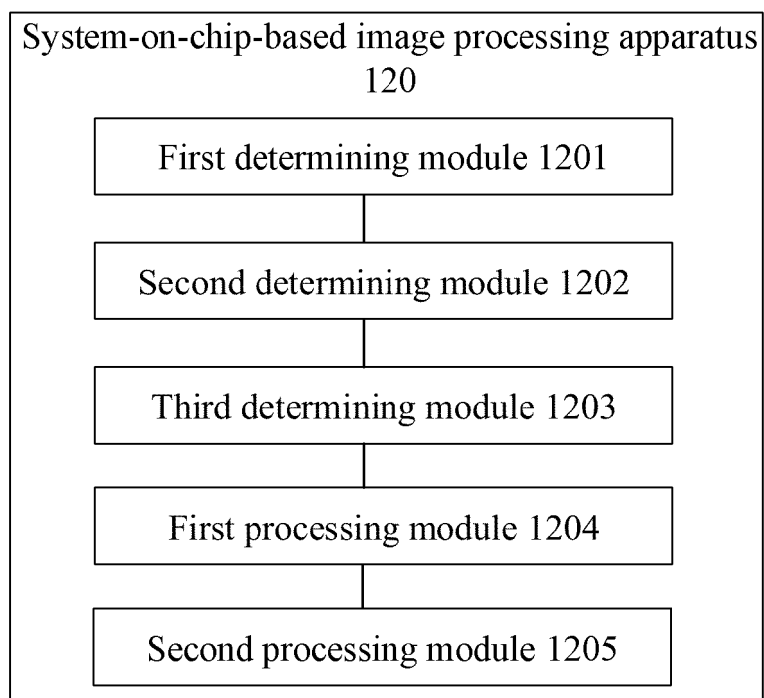 System-on-chip-based image processing apparatus
120
First determining module 1201
Second determining module 1202
Third determining module 1203
First processing module 1204
Second processing module 1205